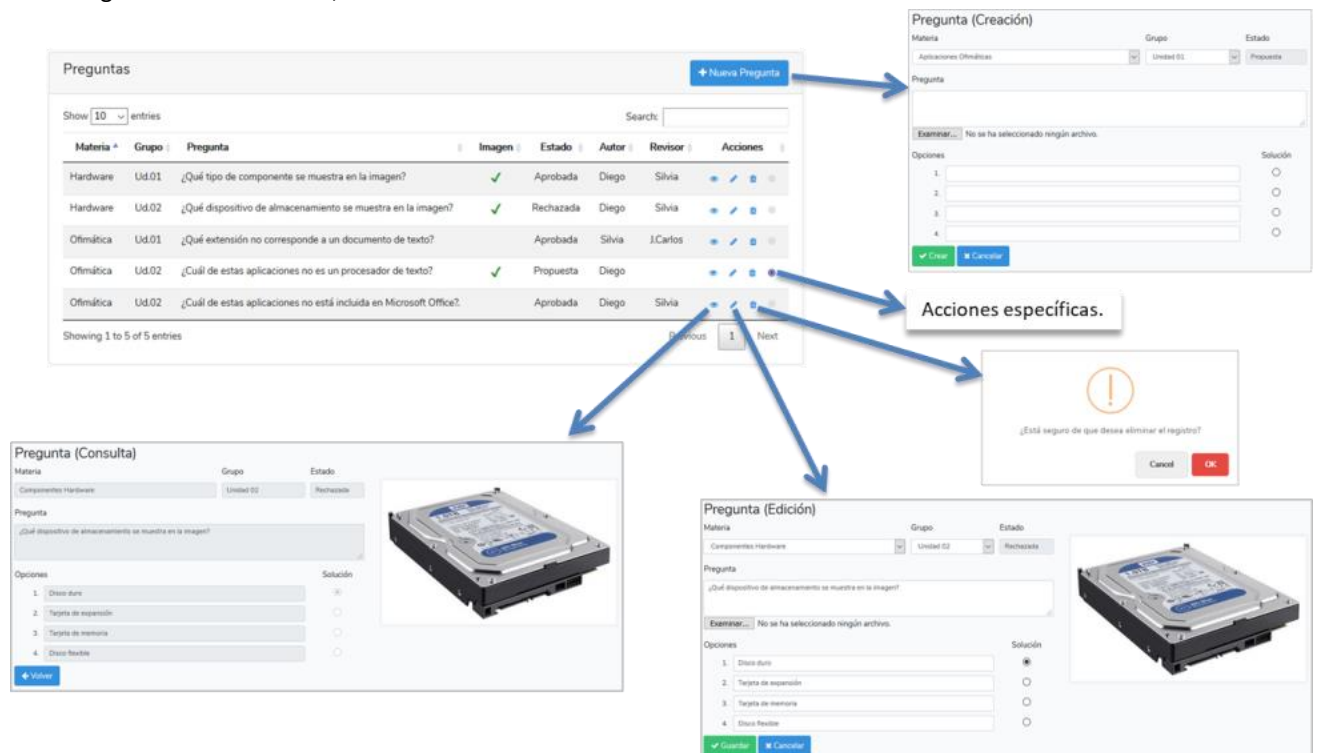 Pregunta (Creación)
Materia Grupo Estado
Aplicaciones Ofimáticas Unidad 01 Propuesta
Pregunta
Examinar... No se ha seleccionado ningún archivo.
Opciones Solución
1.
2.
3.
4.
Crear Cancelar
Preguntas
+ Nueva Pregunta
Show 10 entries Search:
Materia Grupo Pregunta Imagen Estado Autor Revisor Acciones
Hardware Ud.01 ¿Qué tipo de componente se muestra en la imagen? ✓ Aprobada Diego Silvia
Hardware Ud.02 ¿Qué dispositivo de almacenamiento se muestra en la imagen? ✓ Rechazada Diego Silvia
Ofimática Ud.01 ¿Qué extensión no corresponde a un documento de texto? Aprobada Silvia J.Carlos
Ofimática Ud.02 ¿Cuál de estas aplicaciones no es un procesador de texto? ✓ Propuesta Diego
Ofimática Ud.02 ¿Cuál de estas aplicaciones no está incluida en Microsoft Office?. Aprobada Diego Silvia
Showing 1 to 5 of 5 entries Previous 1 Next
Acciones específicas.
¿Está seguro de que desea eliminar el registro?
Cancel OK
Pregunta (Consulta)
Materia Grupo Estado
Componentes Hardware Unidad 02 Rechazada
Pregunta
¿Qué dispositivo de almacenamiento se muestra en la imagen?
Opciones Solución
1. Disco duro
2. Tarjeta de expansión
3. Tarjeta de memoria
4. Disco flexible
Volver
Pregunta (Edición)
Materia Grupo Estado
Componentes Hardware Unidad 02 Rechazada
Pregunta
¿Qué dispositivo de almacenamiento se muestra en la imagen?
Examinar... No se ha seleccionado ningún archivo.
Opciones Solución
1. Disco duro
2. Tarjeta de expansión
3. Tarjeta de memoria
4. Disco flexible
Guardar Cancelar